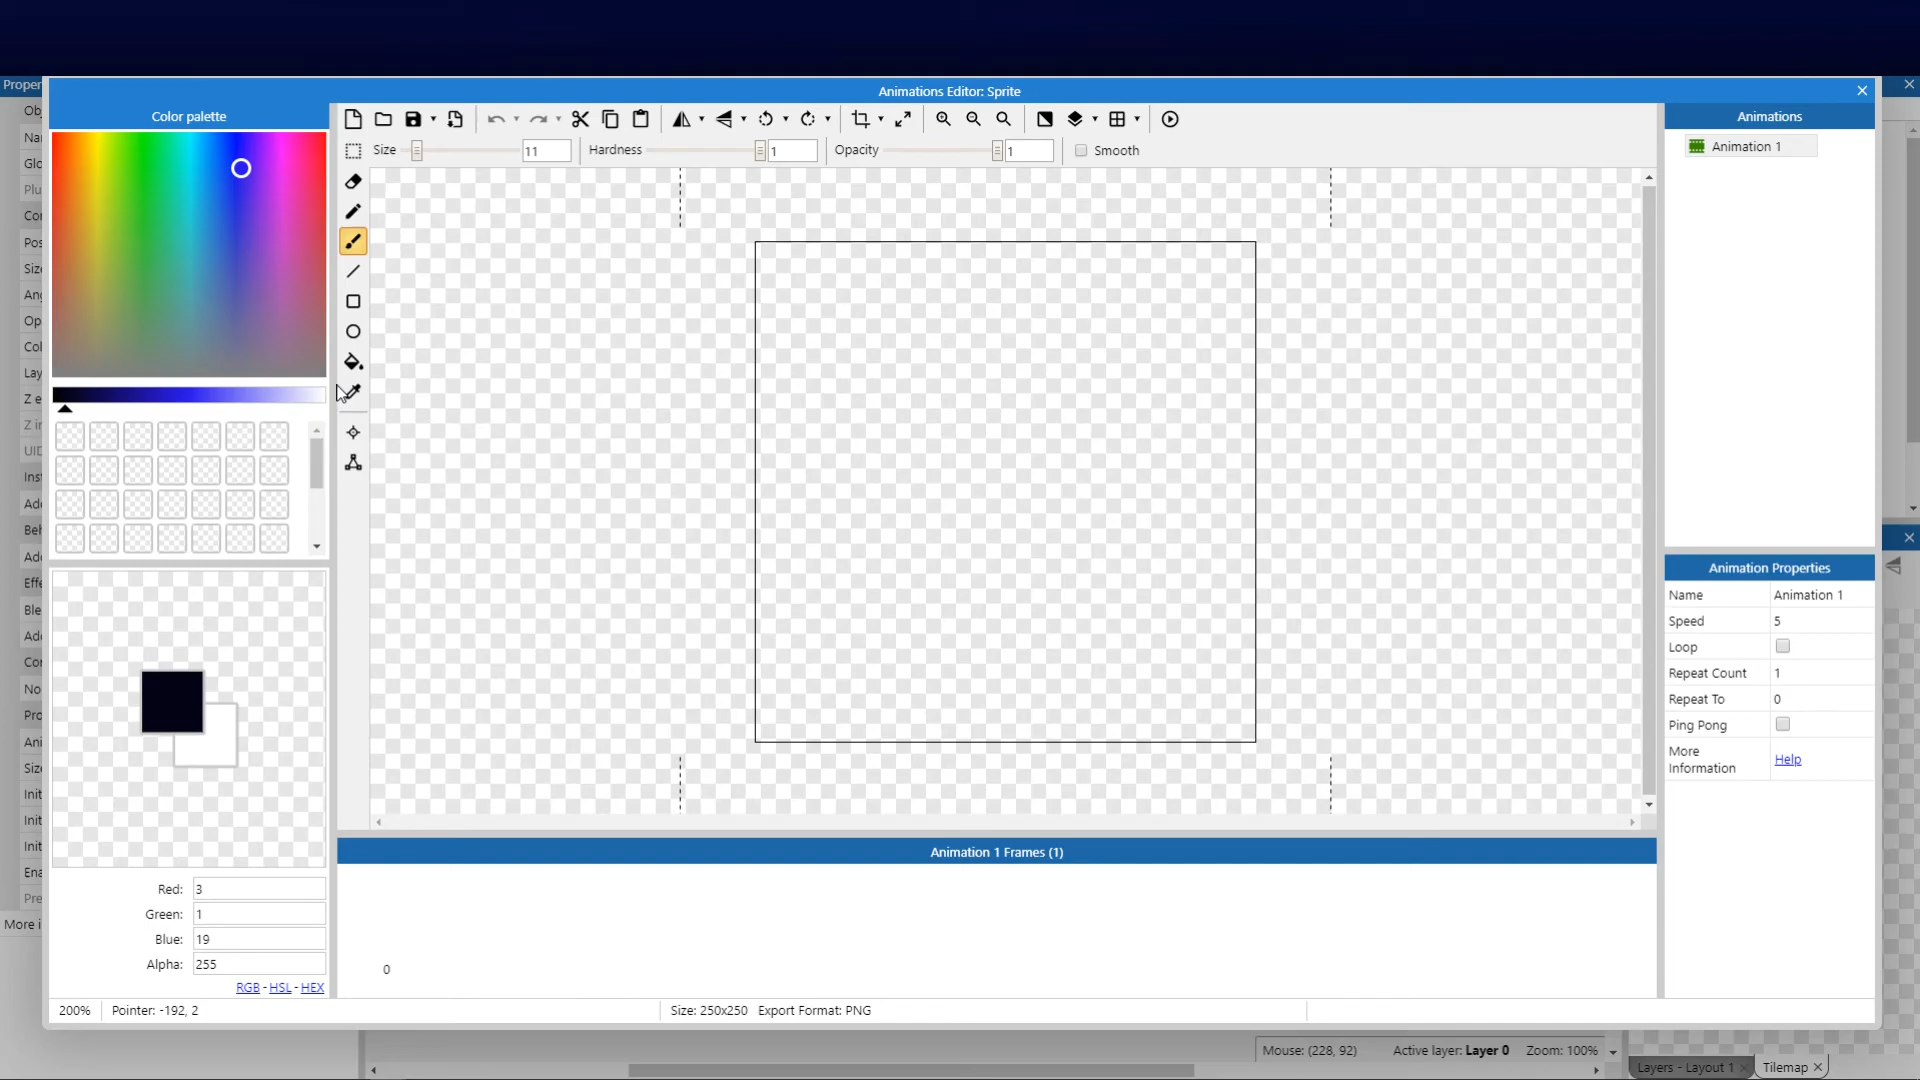 Animations Editor: Sprite
Color palette
Size 11 Hardness 1 Opacity 1 Smooth
Animations
Animation 1
Animation Properties
Name Animation 1
Speed 5
Loop
Repeat Count 1
Repeat To 0
Ping Pong
More Information Help
Animation 1 Frames (1)
0
Red: 3
Green: 1
Blue: 19
Alpha: 255
RGB - HSL - HEX
200% Pointer: -192, 2 Size: 250x250 Export Format: PNG
Mouse: (228, 92) Active layer: Layer 0 Zoom: 100%
Layers - Layout 1 Tilemap
More i